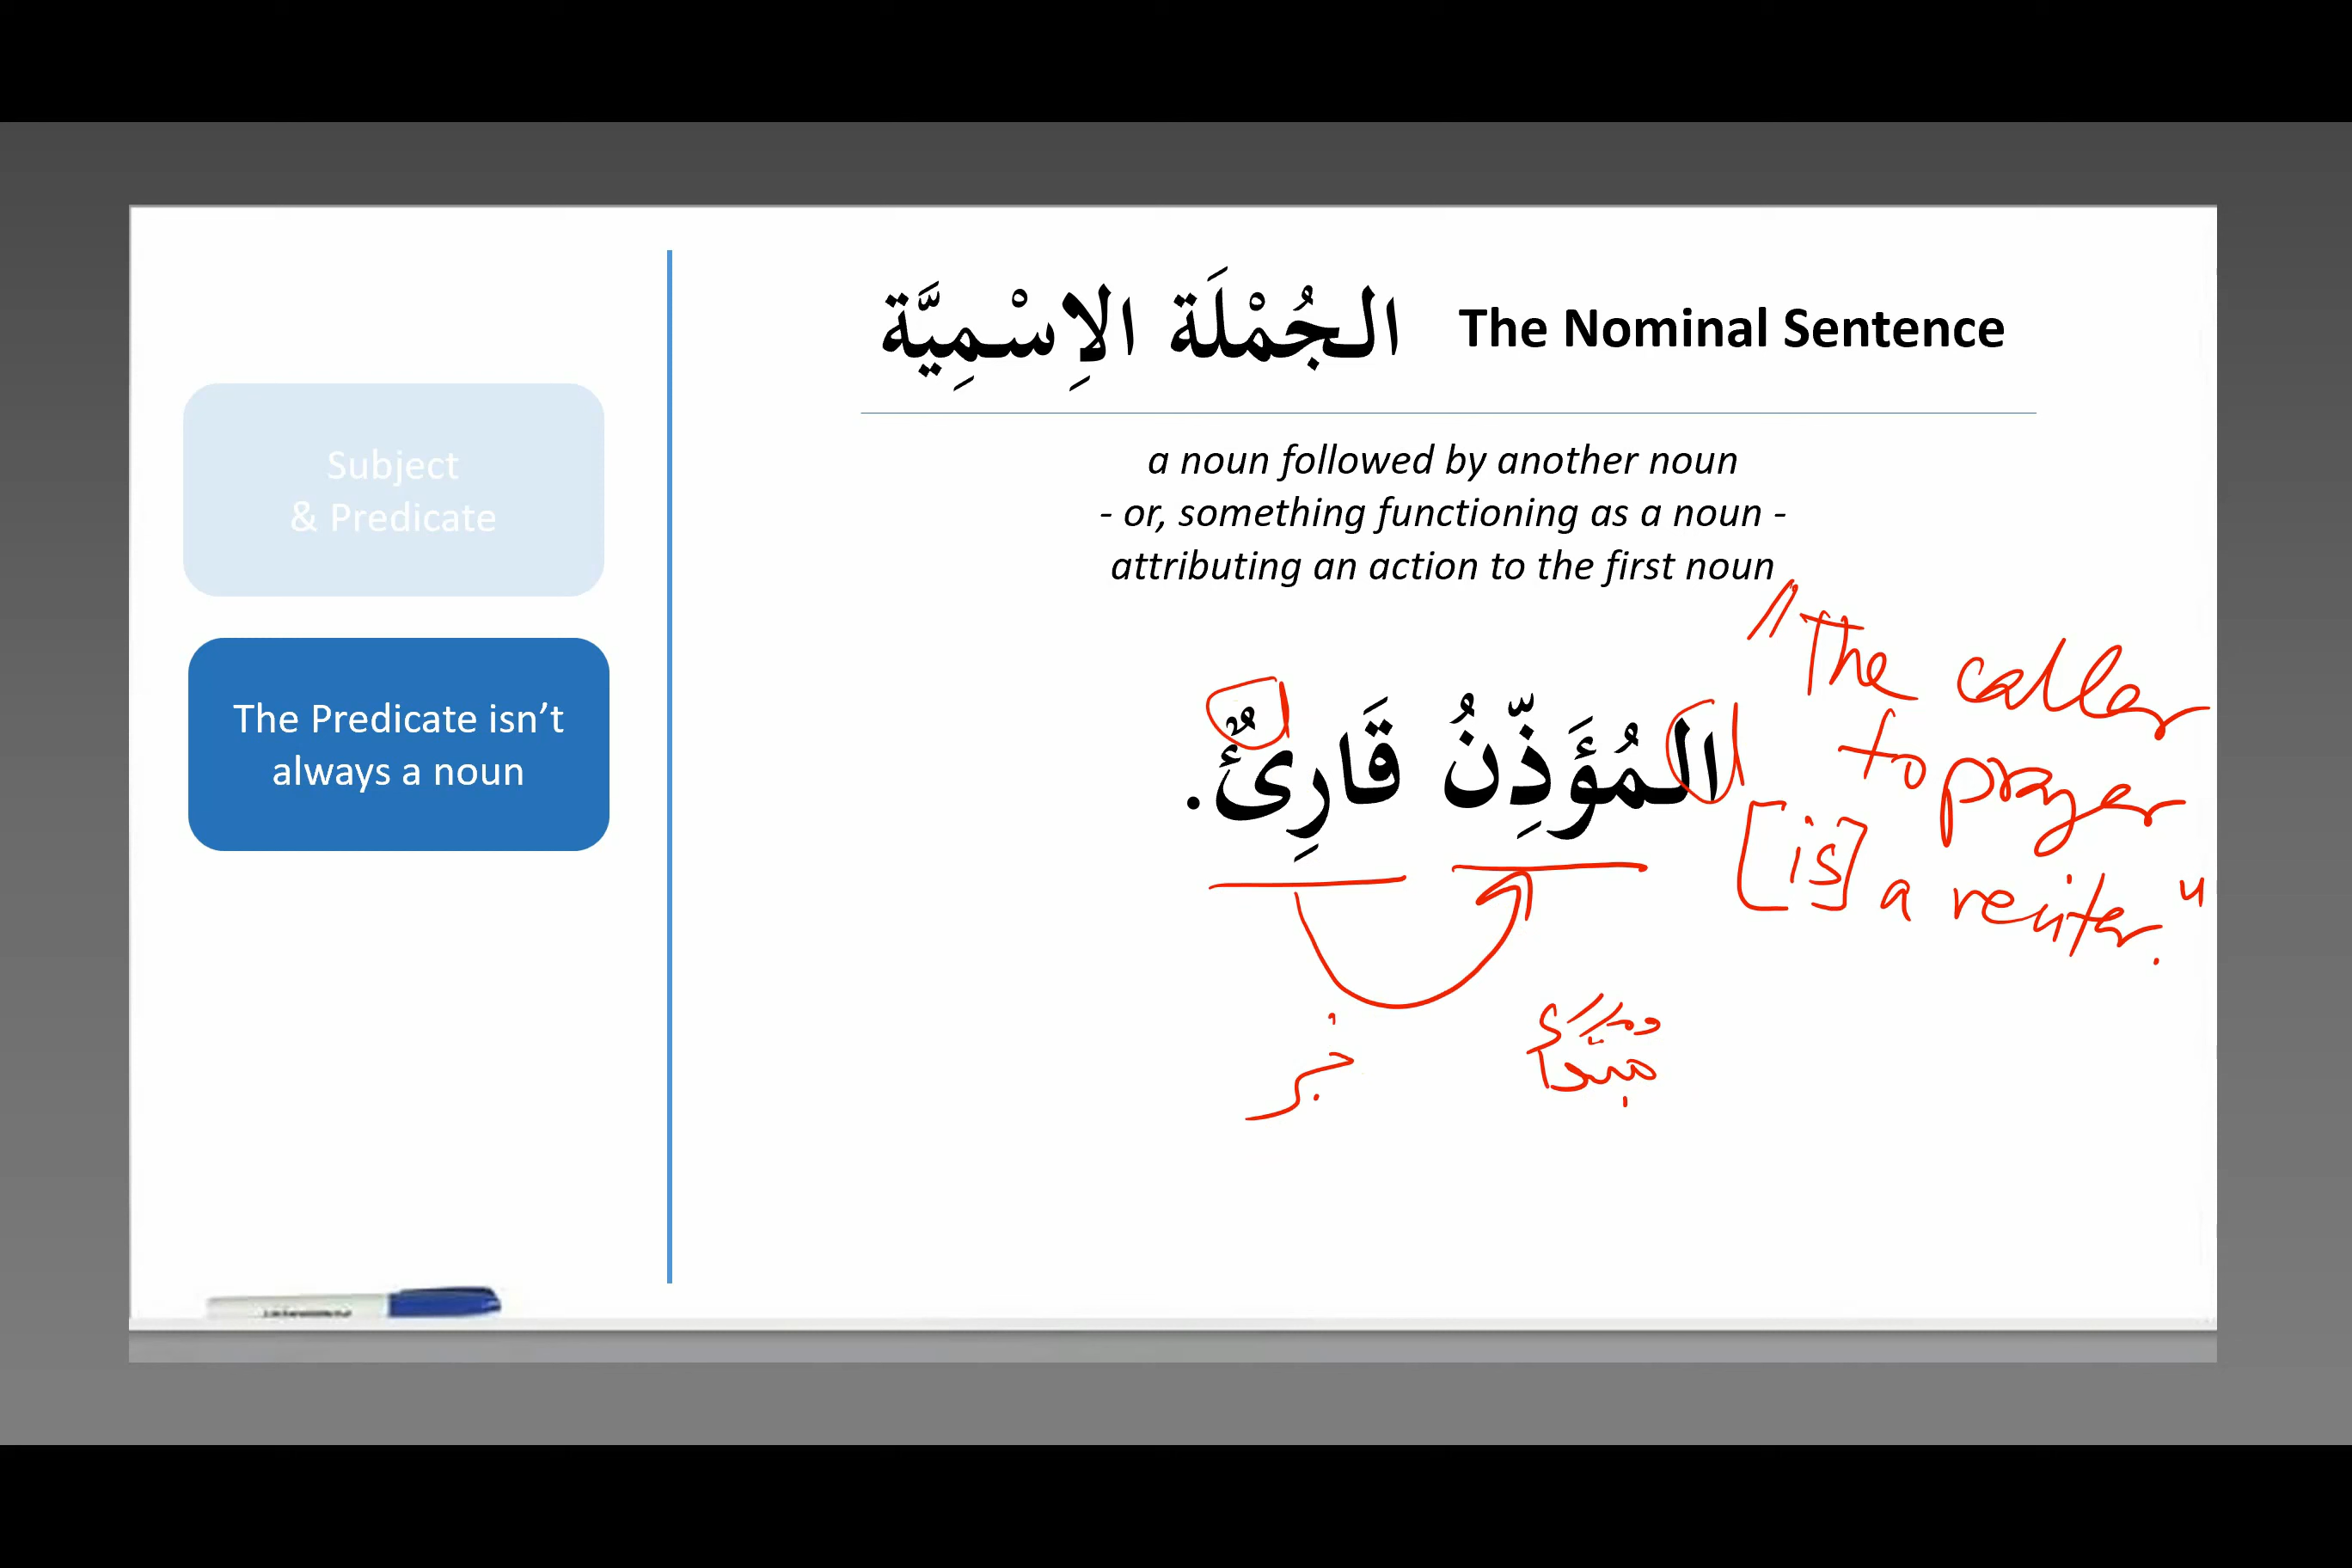 Subject
& Predicate
The Predicate isn’t
always a noun
الجُمْلَة الاِسْمِيَّة The Nominal Sentence
a noun followed by another noun
- or, something functioning as a noun -
attributing an action to the first noun
المُؤَذِّنُ قَارِئٌ.
"The caller
to prayer
[is] a reciter."
مُبْتَدَأ
خبر